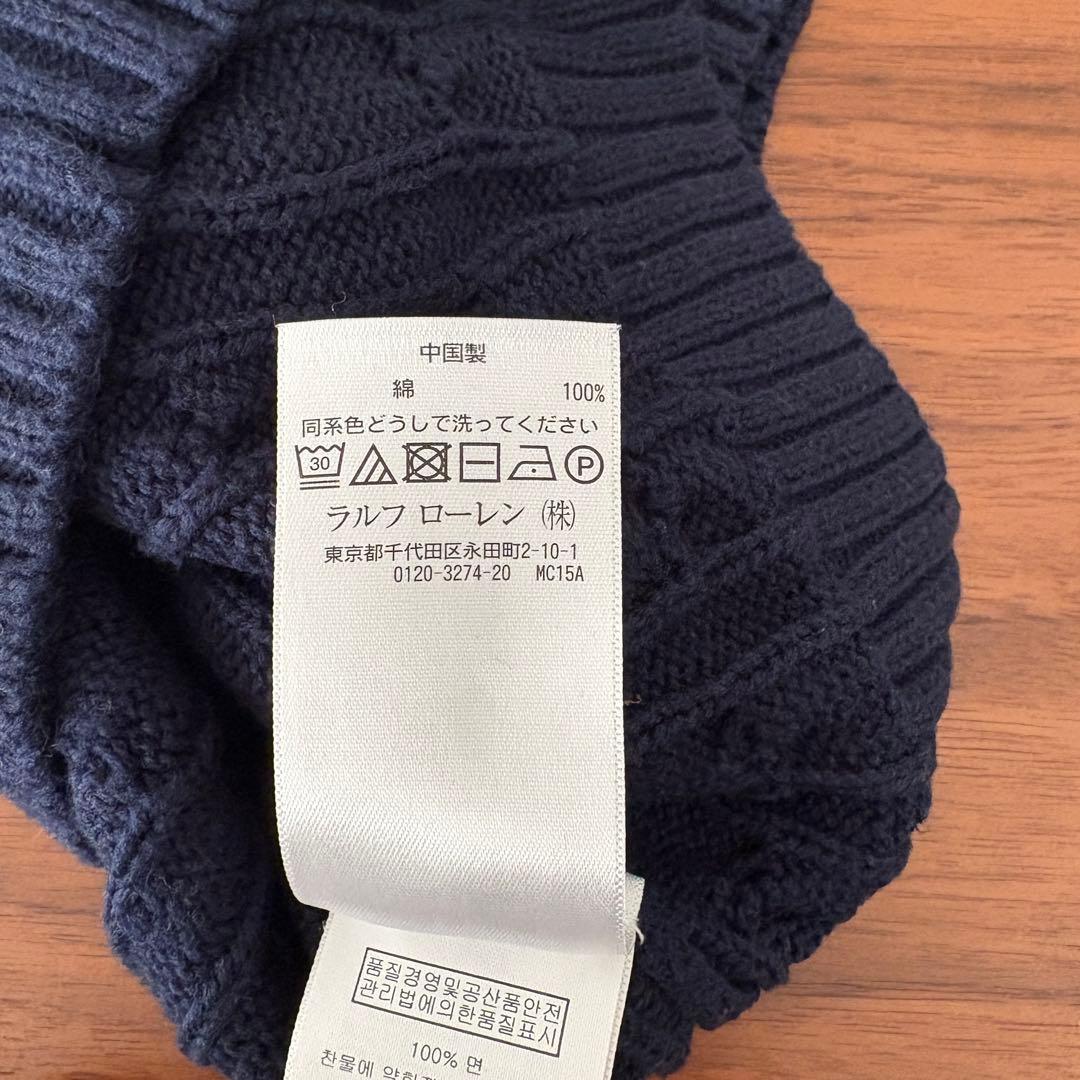 中国製
綿 100%
同系色どうしで洗ってください
30 P
ラルフ ローレン (株)
東京都千代田区永田町2-10-1
0120-3274-20 MC15A
품질경영및공산품안전
관리법에의한품질표시
100% 면
찬물에